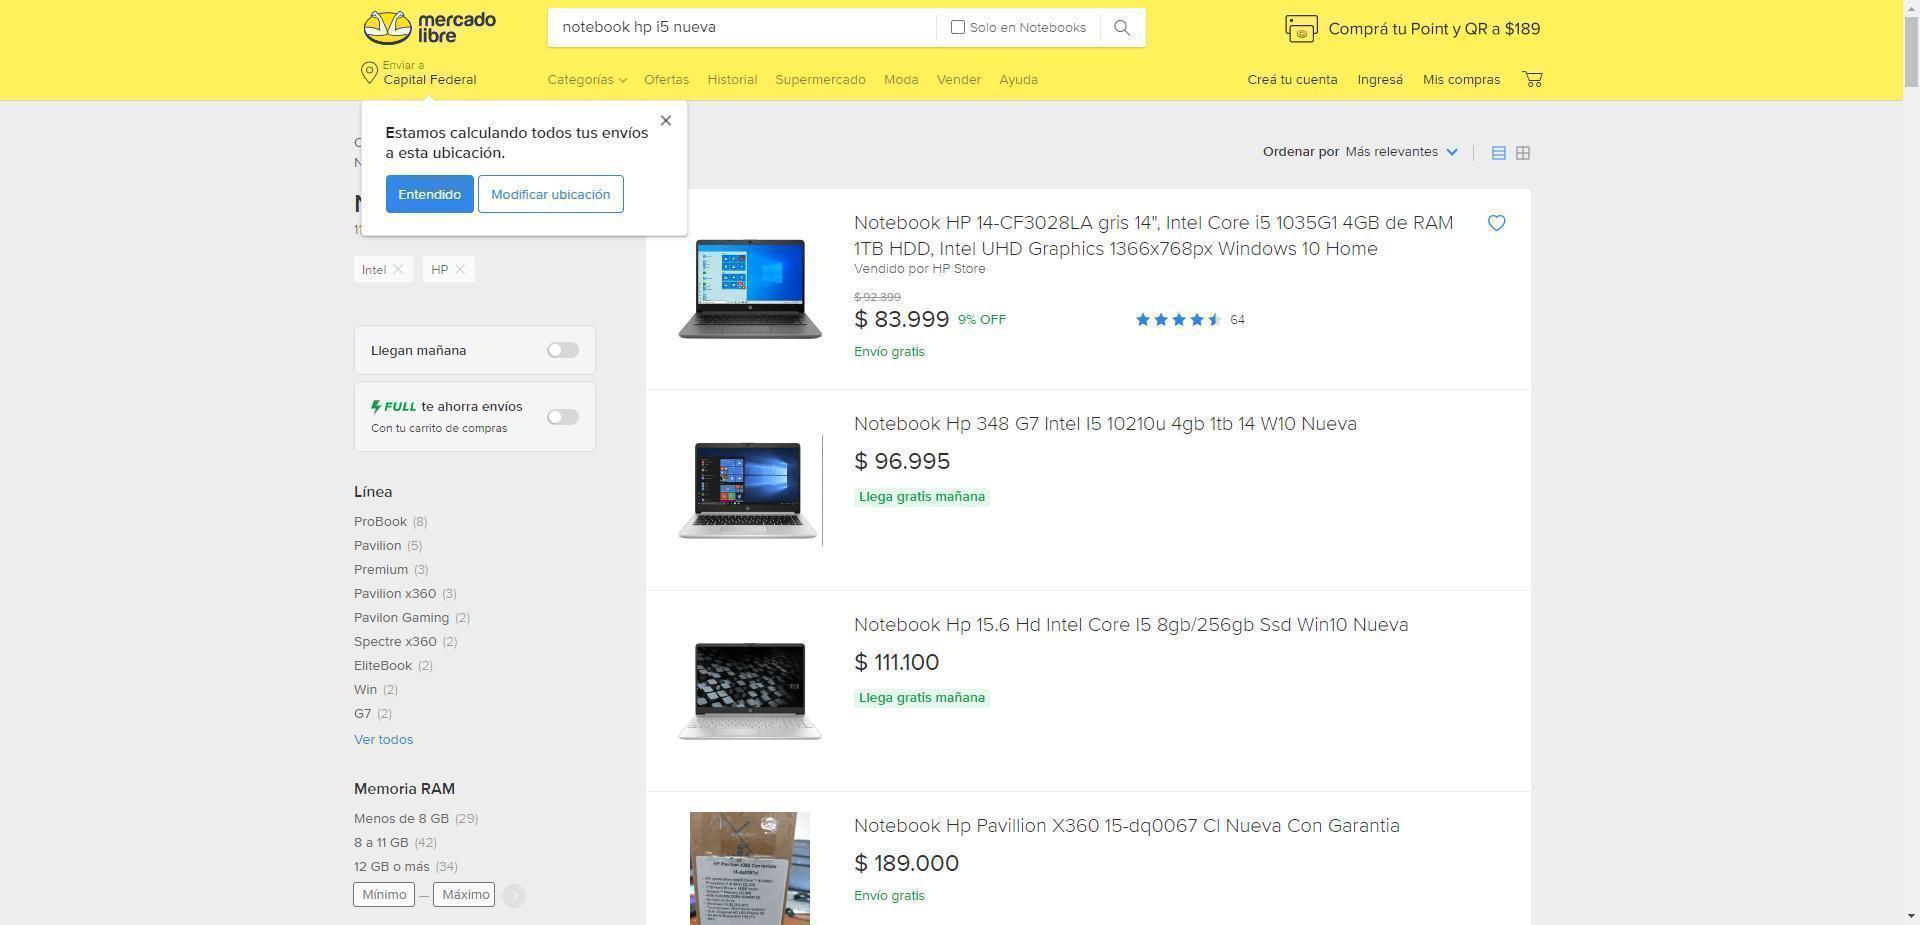 mercado
libre
notebook hp i5 nueva
Solo en Notebooks
Comprá tu Point y QR a $189
Enviar a
Capital Federal
Categorías
Ofertas
Historial
Supermercado
Moda
Vender
Ayuda
Creá tu cuenta
Ingresá
Mis compras
Estamos calculando todos tus envíos
a esta ubicación.
Entendido
Modificar ubicación
Ordenar por Más relevantes
Intel
HP
Llegan mañana
FULL te ahorra envíos
Con tu carrito de compras
Línea
ProBook (8)
Pavilion (5)
Premium (3)
Pavilion x360 (3)
Pavilon Gaming (2)
Spectre x360 (2)
EliteBook (2)
Win (2)
G7 (2)
Ver todos
Memoria RAM
Menos de 8 GB (29)
8 a 11 GB (42)
12 GB o más (34)
Mínimo — Máximo
Notebook HP 14-CF3028LA gris 14", Intel Core i5 1035G1 4GB de RAM
1TB HDD, Intel UHD Graphics 1366x768px Windows 10 Home
Vendido por HP Store
$ 92.399
$ 83.999 9% OFF
64
Envío gratis
Notebook Hp 348 G7 Intel I5 10210u 4gb 1tb 14 W10 Nueva
$ 96.995
Llega gratis mañana
Notebook Hp 15.6 Hd Intel Core I5 8gb/256gb Ssd Win10 Nueva
$ 111.100
Llega gratis mañana
Notebook Hp Pavillion X360 15-dq0067 Cl Nueva Con Garantia
$ 189.000
Envío gratis
HP Pavilion x360 Convertible